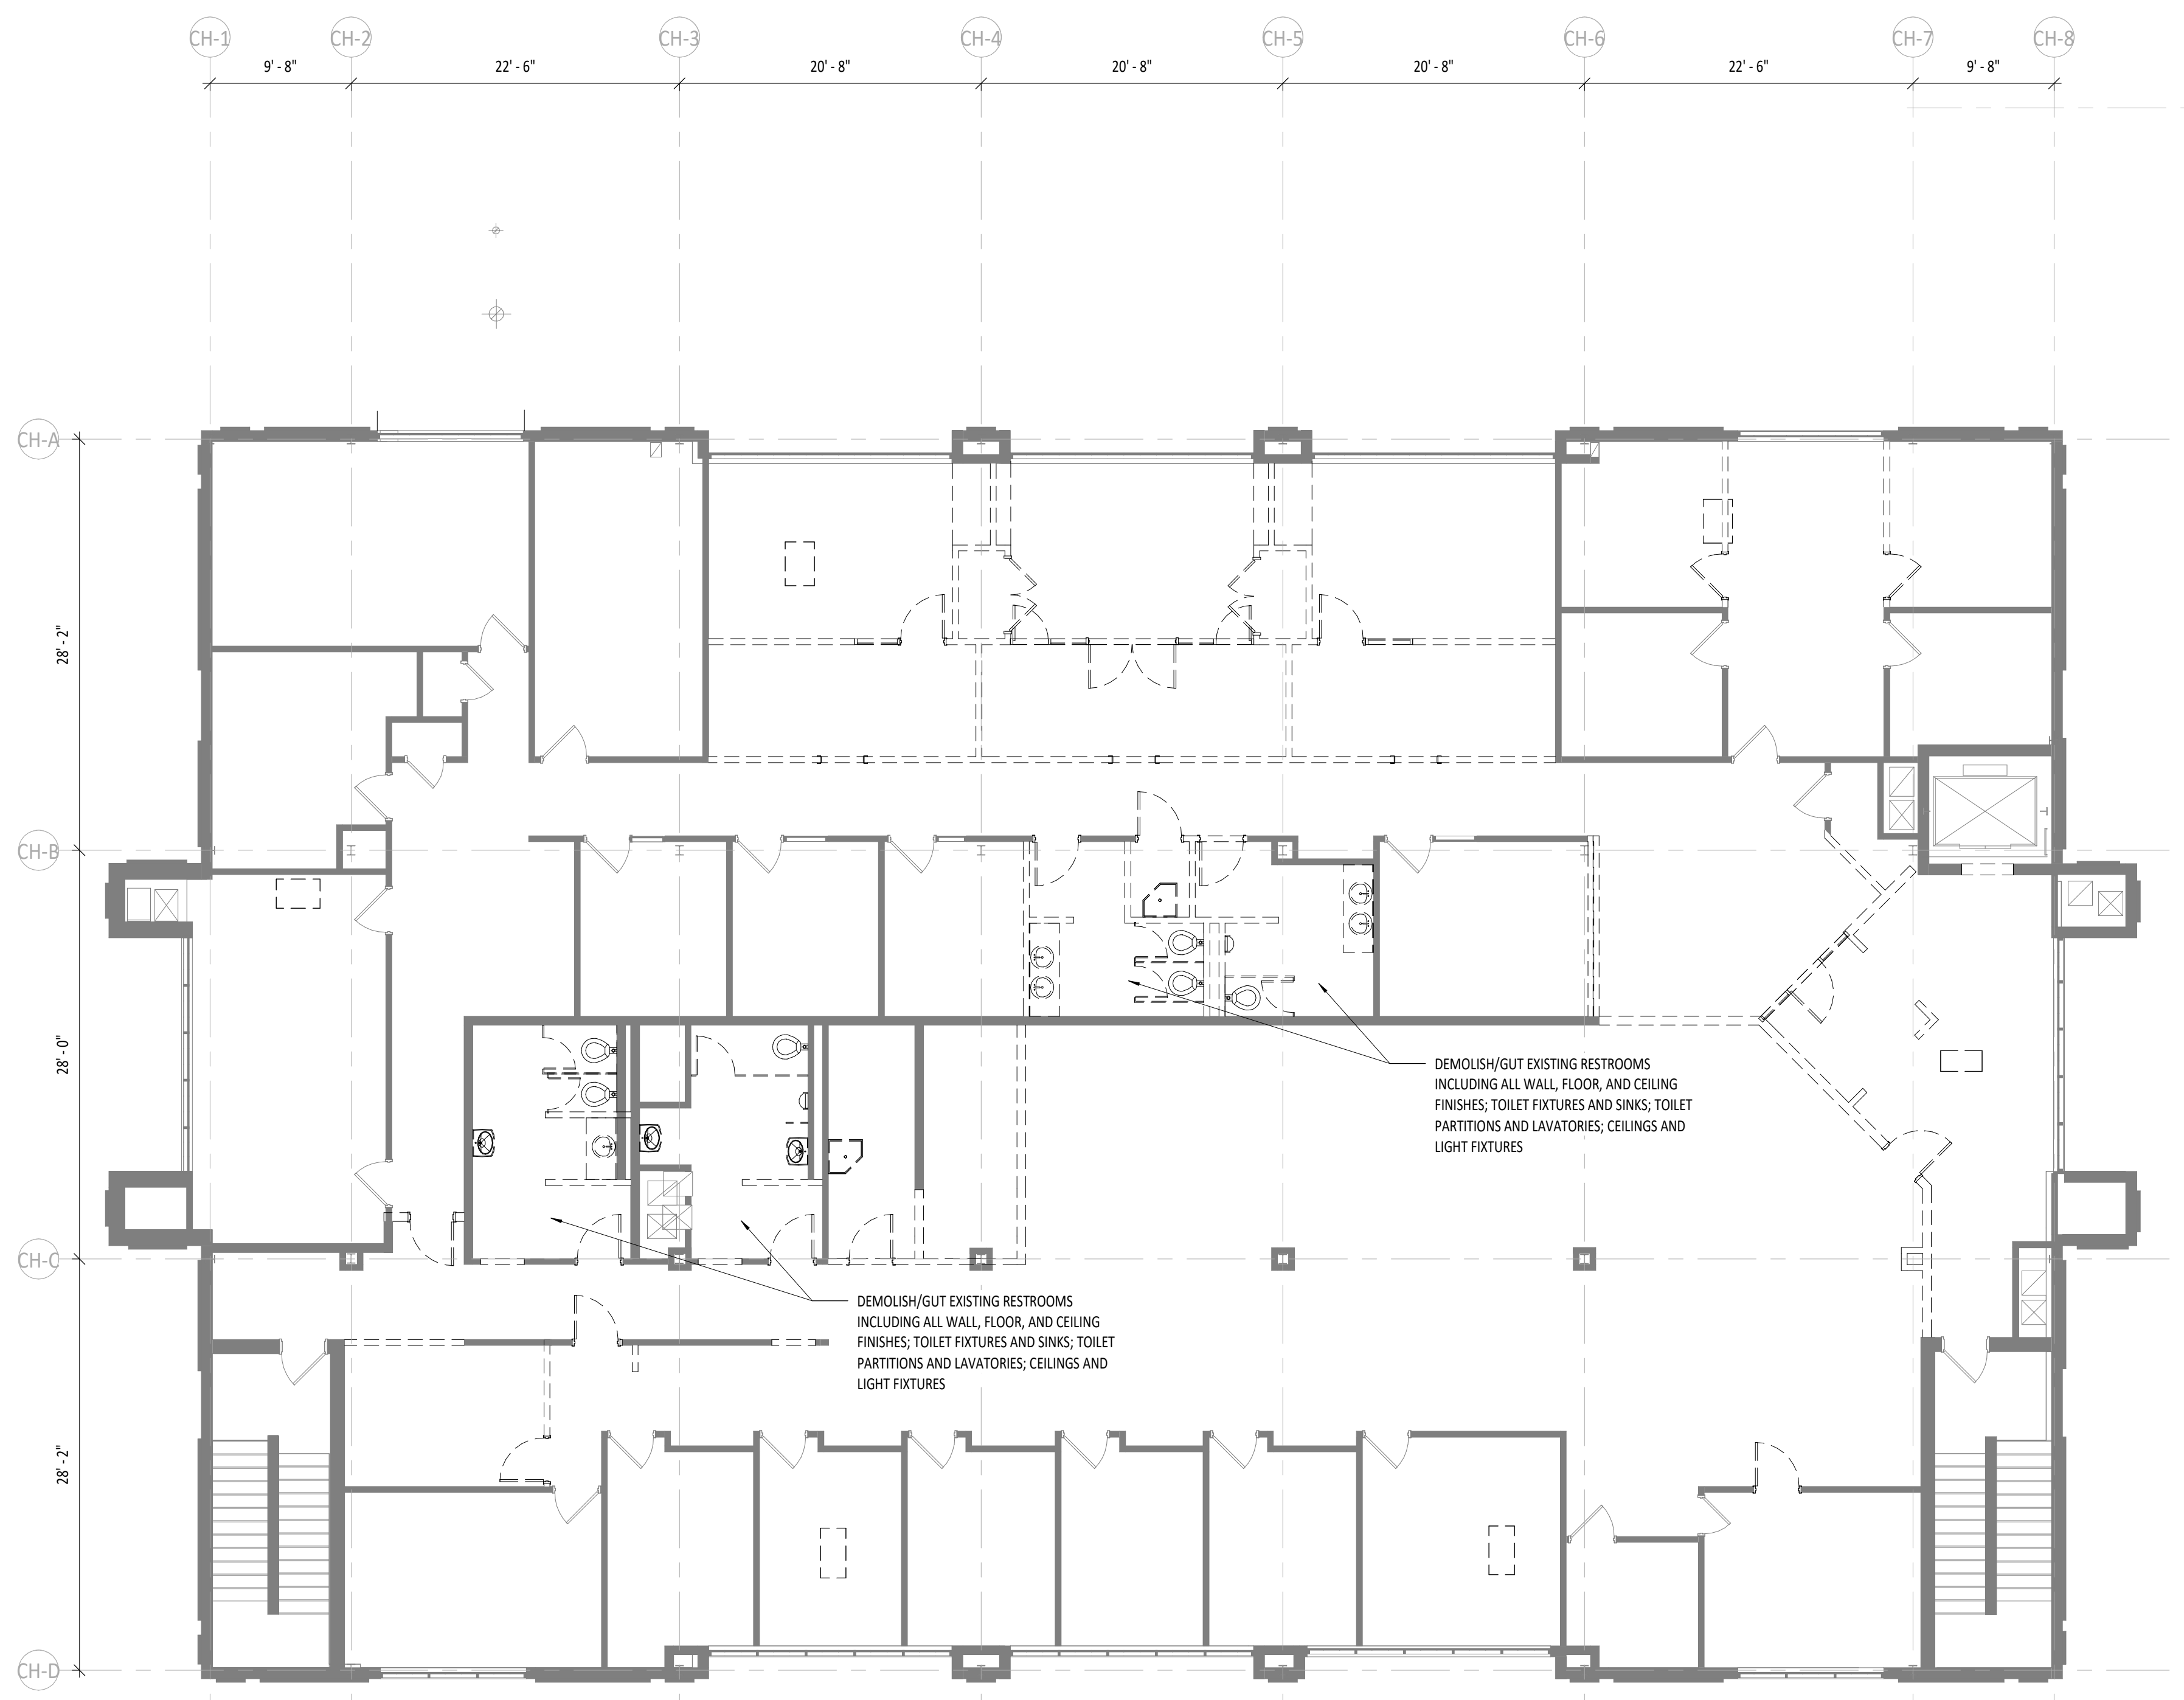 CH-1 CH-2 CH-3 CH-4 CH-5 CH-6 CH-7 CH-8
9' - 8" 22' - 6" 20' - 8" 20' - 8" 20' - 8" 22' - 6" 9' - 8"
CH-A
28' - 2"
CH-B
28' - 0"
DEMOLISH/GUT EXISTING RESTROOMS
INCLUDING ALL WALL, FLOOR, AND CEILING
FINISHES; TOILET FIXTURES AND SINKS; TOILET
PARTITIONS AND LAVATORIES; CEILINGS AND
LIGHT FIXTURES
CH-C
DEMOLISH/GUT EXISTING RESTROOMS
INCLUDING ALL WALL, FLOOR, AND CEILING
FINISHES; TOILET FIXTURES AND SINKS; TOILET
PARTITIONS AND LAVATORIES; CEILINGS AND
LIGHT FIXTURES
28' - 2"
CH-D